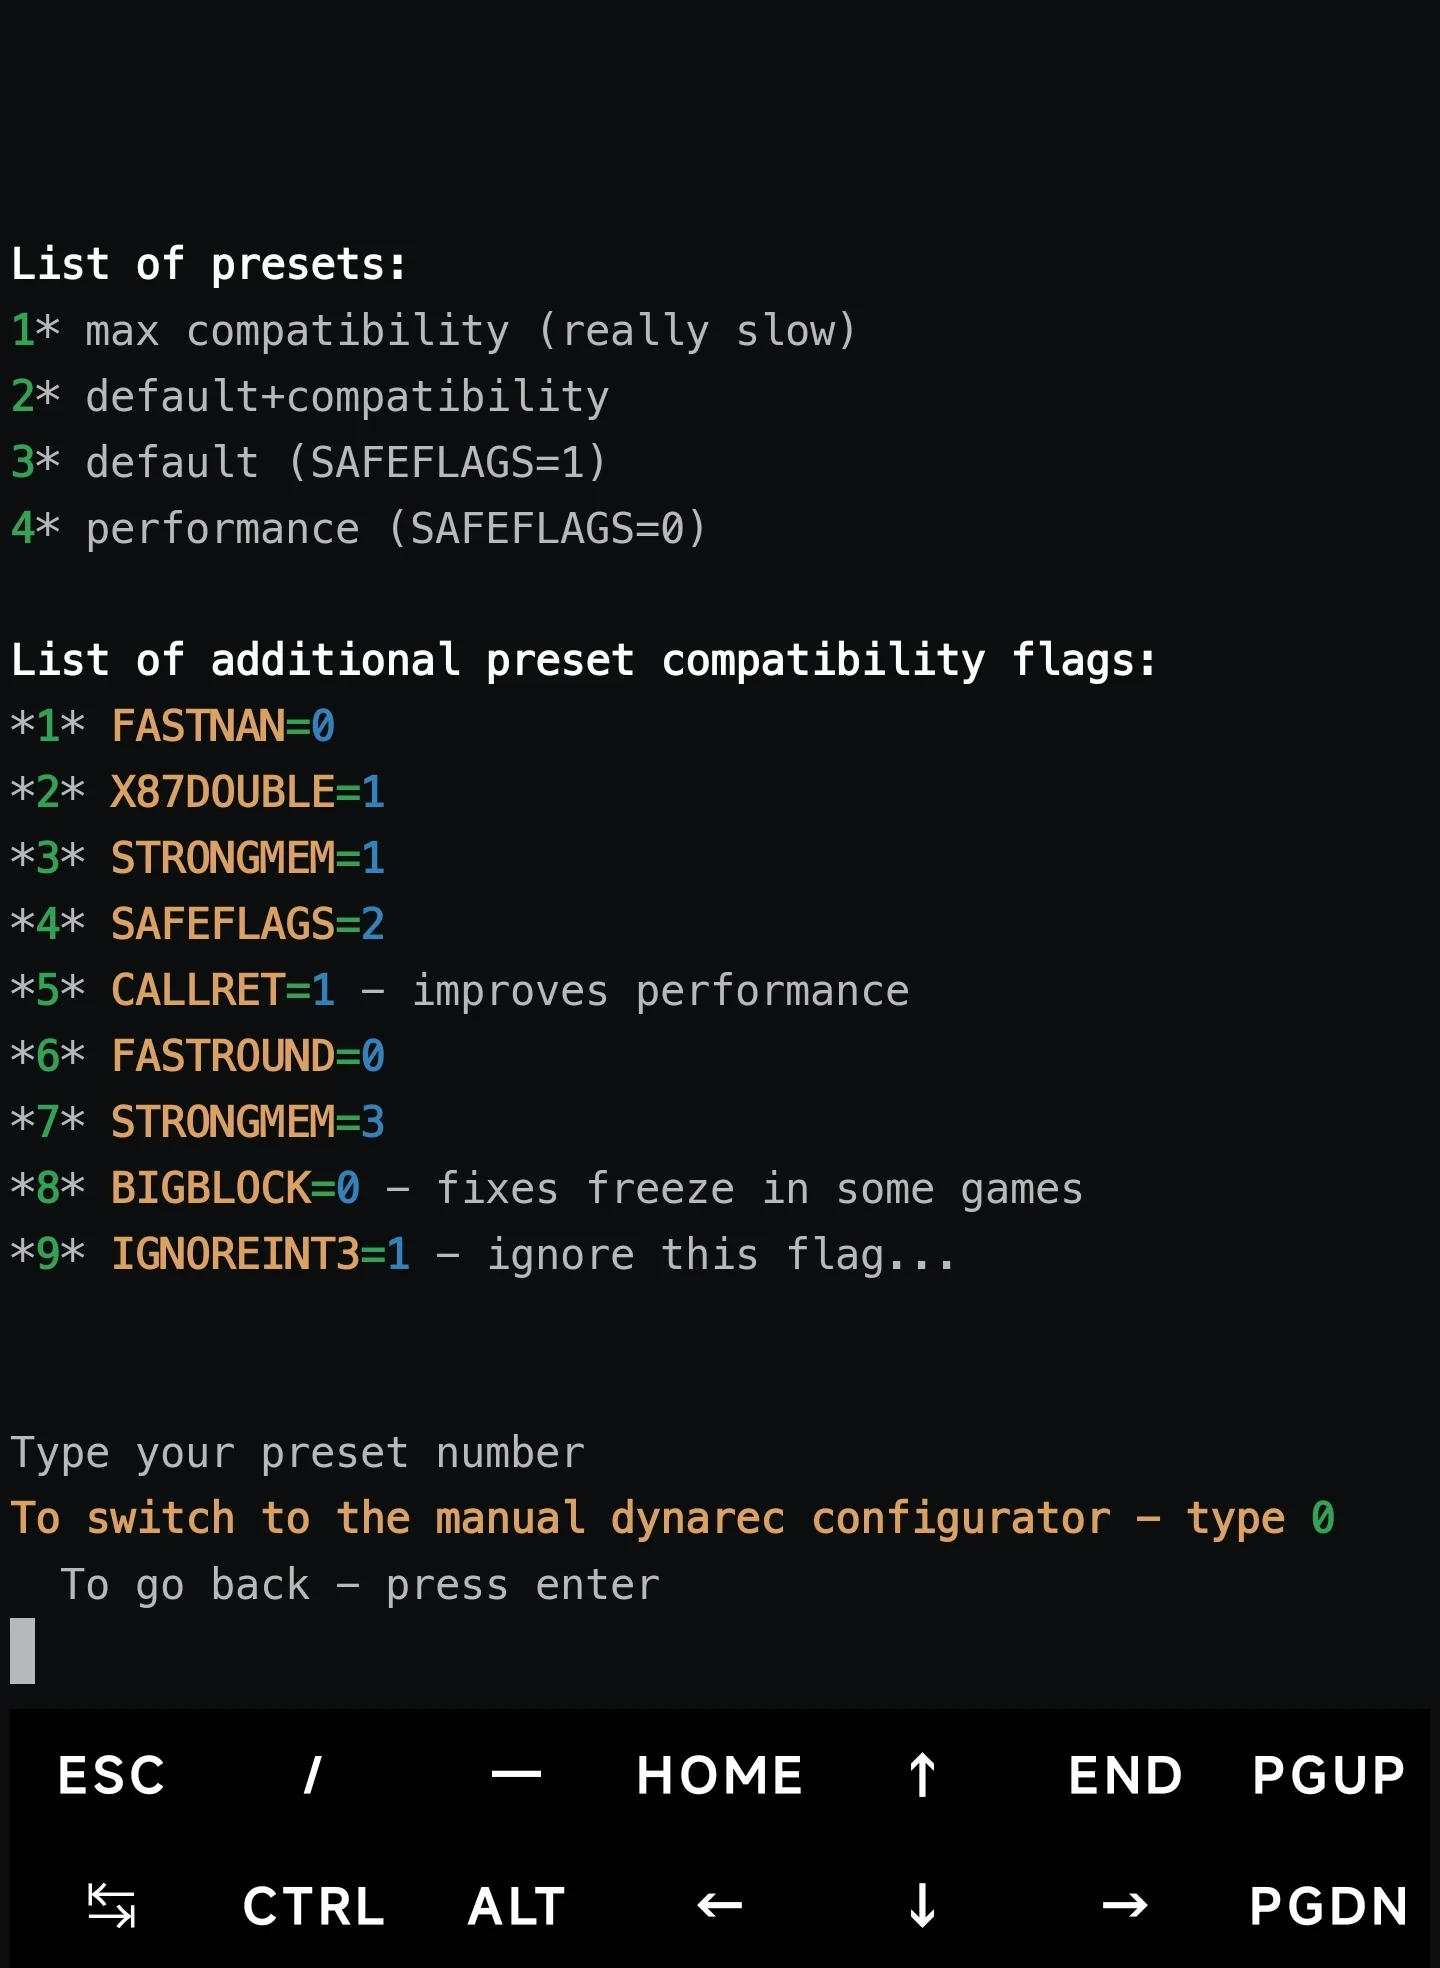 List of presets:
1* max compatibility (really slow)
2* default+compatibility
3* default (SAFEFLAGS=1)
4* performance (SAFEFLAGS=0)
List of additional preset compatibility flags:
*1* FASTNAN=0
*2* X87DOUBLE=1
*3* STRONGMEM=1
*4* SAFEFLAGS=2
*5* CALLRET=1 – improves performance
*6* FASTROUND=0
*7* STRONGMEM=3
*8* BIGBLOCK=0 – fixes freeze in some games
*9* IGNOREINT3=1 – ignore this flag...
Type your preset number
To switch to the manual dynarec configurator – type 0
To go back – press enter
ESC / — HOME ↑ END PGUP
↹ CTRL ALT ← ↓ → PGDN